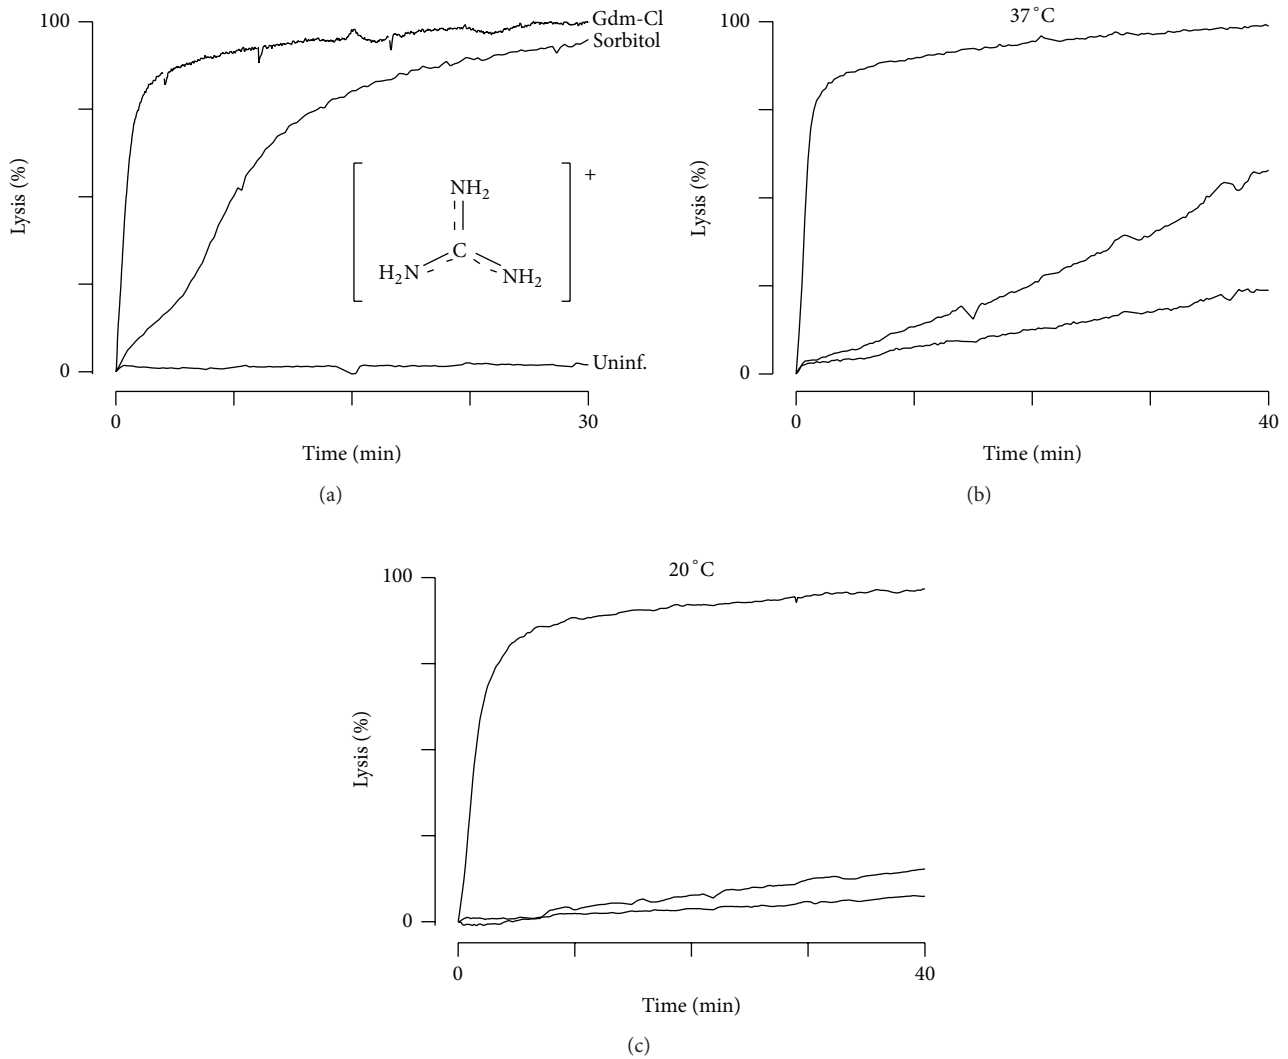 100
Gdm-Cl
Sorbitol
Lysis (%)
NH2
+
C
H2N
NH2
0
Uninf.
0
30
Time (min)
(a)
37°C
100
Lysis (%)
0
0
40
Time (min)
(b)
20°C
100
Lysis (%)
0
0
40
Time (min)
(c)